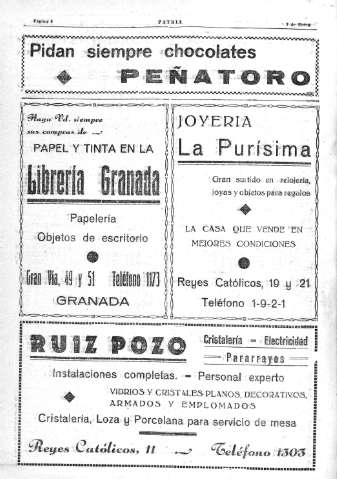 Página 8 PATRIA 3 de Enero
Pidan siempre chocolates
PEÑATORO
Haga Vd. siempre
sus compras de
PAPEL Y TINTA EN LA
Librería Granada
Papelería
Objetos de escritorio
Gran Vía, 49 y 51 Teléfono 1173
GRANADA
JOYERIA
La Purísima
Gran surtido en relojería,
joyas y objetos para regalos
LA CASA QUE VENDE EN
MEJORES CONDICIONES
Reyes Católicos, 19 y 21
Teléfono 1-9-2-1
RUIZ POZO
Cristalería - Electricidad
Pararrayos
Instalaciones completas. - Personal experto
VIDRIOS Y CRISTALES PLANOS, DECORATIVOS,
ARMADOS Y EMPLOMADOS
Cristalería, Loza y Porcelana para servicio de mesa
Reyes Católicos, 11 Teléfono 1303